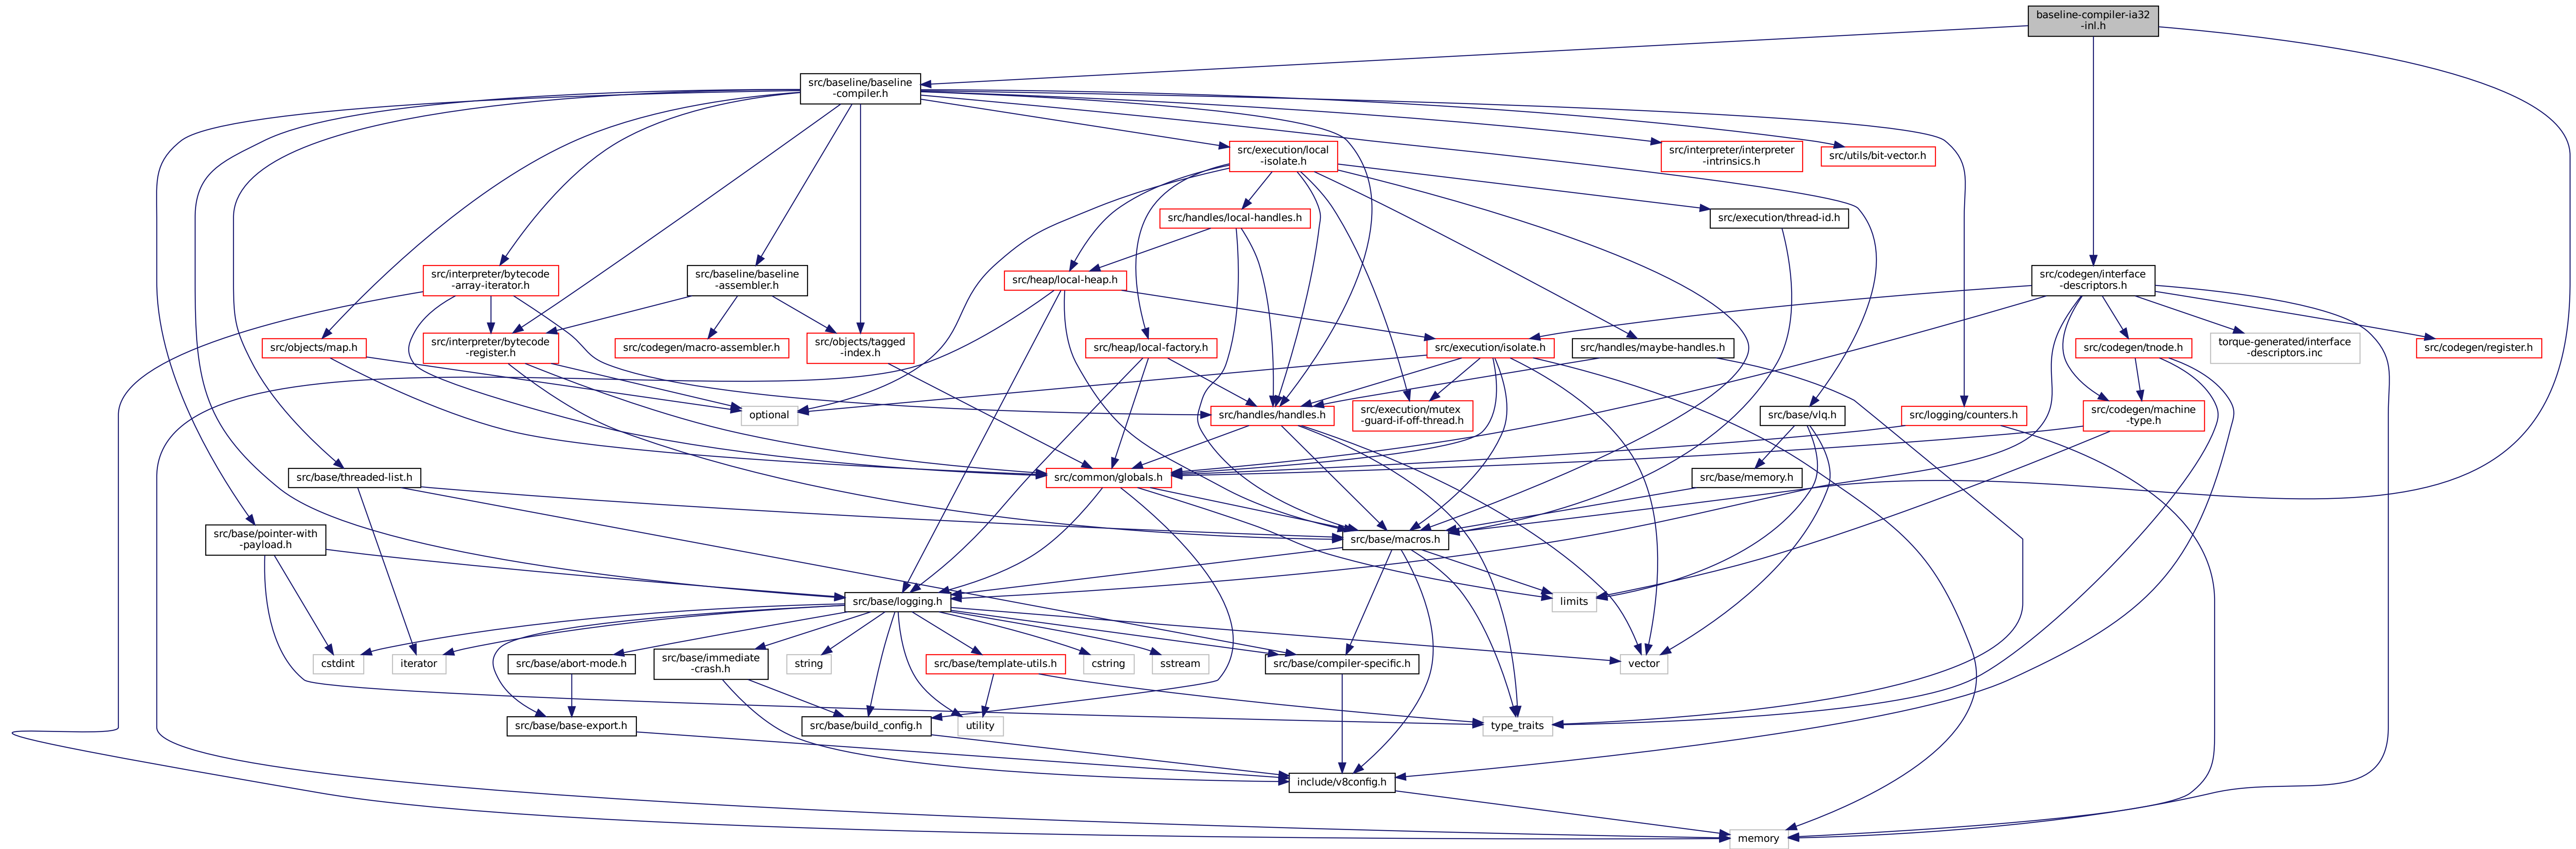 baseline-compiler-ia32
-inl.h
src/baseline/baseline
-compiler.h
src/execution/local
-isolate.h
src/interpreter/interpreter
-intrinsics.h
src/utils/bit-vector.h
src/handles/local-handles.h
src/execution/thread-id.h
src/interpreter/bytecode
-array-iterator.h
src/baseline/baseline
-assembler.h
src/heap/local-heap.h
src/codegen/interface
-descriptors.h
src/objects/map.h
src/interpreter/bytecode
-register.h
src/codegen/macro-assembler.h
src/objects/tagged
-index.h
src/heap/local-factory.h
src/execution/isolate.h
src/handles/maybe-handles.h
src/codegen/tnode.h
torque-generated/interface
-descriptors.inc
src/codegen/register.h
optional
src/handles/handles.h
src/execution/mutex
-guard-if-off-thread.h
src/base/vlq.h
src/logging/counters.h
src/codegen/machine
-type.h
src/base/threaded-list.h
src/common/globals.h
src/base/memory.h
src/base/pointer-with
-payload.h
src/base/macros.h
src/base/logging.h
limits
cstdint
iterator
src/base/abort-mode.h
src/base/immediate
-crash.h
string
src/base/template-utils.h
cstring
sstream
src/base/compiler-specific.h
vector
src/base/base-export.h
src/base/build_config.h
utility
type_traits
include/v8config.h
memory